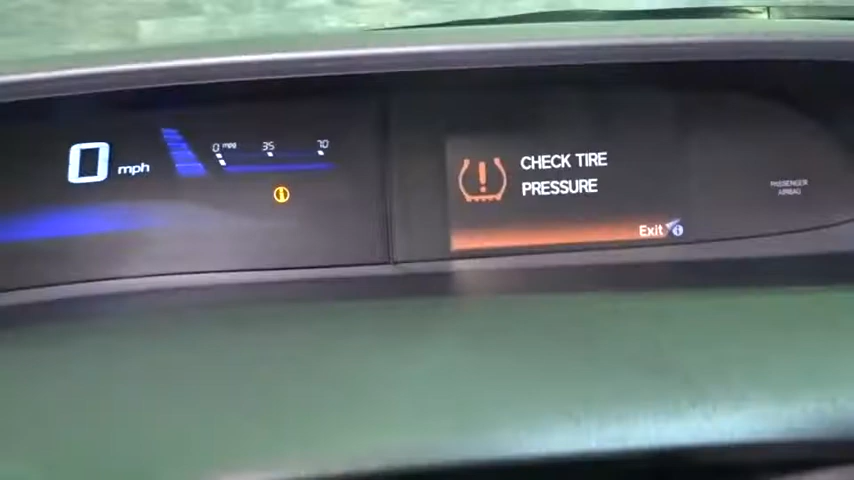 0 mph
0 mpg 35 70
CHECK TIRE
PRESSURE
Exit i
PASSENGER
AIRBAG